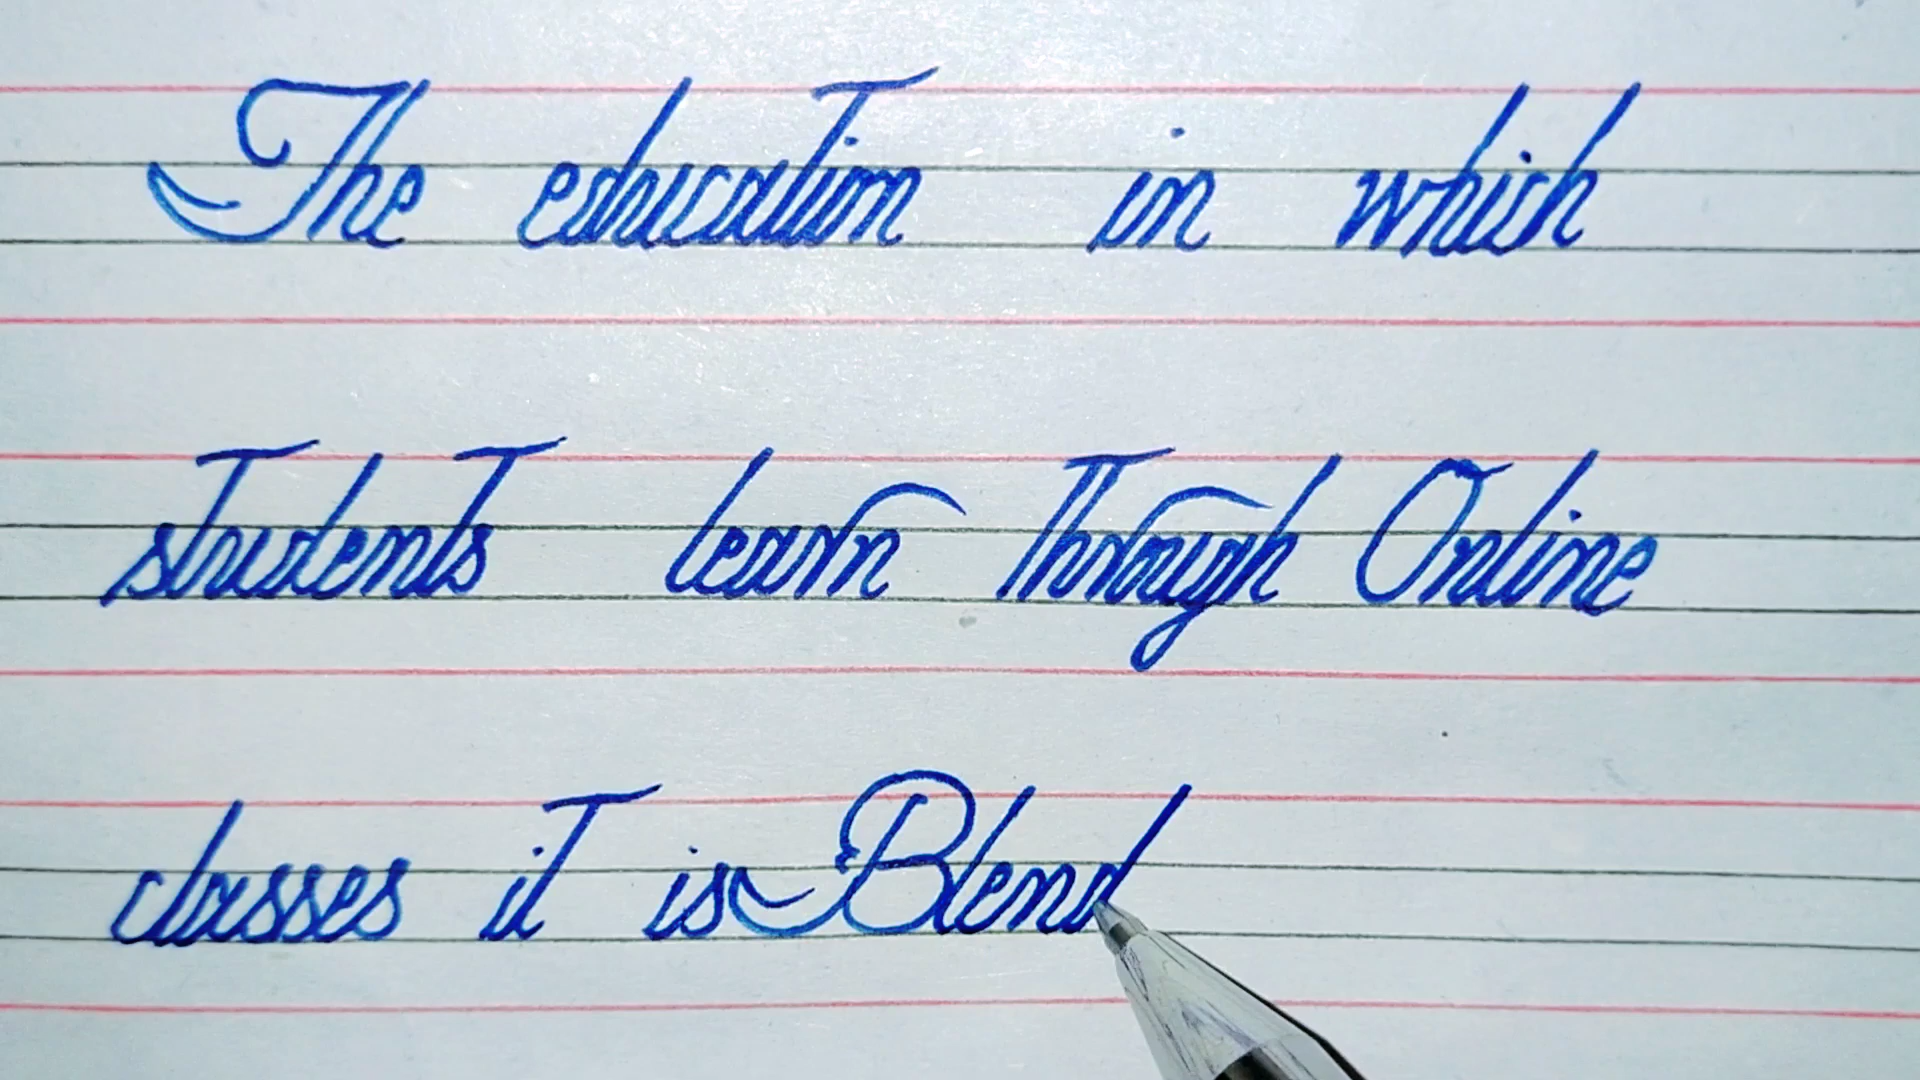 The education in which
students learn through Online
classes it is Blend